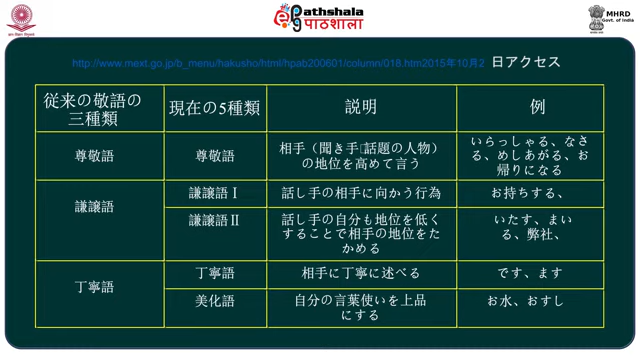 ePathshala
पाठशाला
MHRD
Govt. of India
http://www.mext.go.jp/b_menu/hakusho/html/hpab200601/column/018.htm2015年10月2 日アクセス
従来の敬語の
三種類
現在の5種類
説明
例
尊敬語
尊敬語
相手（聞き手・話題の人物）
の地位を高めて言う
いらっしゃる、なさ
る、めしあがる、お
帰りになる
謙譲語
謙譲語Ⅰ
話し手の相手に向かう行為
お持ちする、
謙譲語Ⅱ
話し手の自分も地位を低く
することで相手の地位をた
かめる
いたす、まい
る、弊社、
丁寧語
丁寧語
相手に丁寧に述べる
です、ます
美化語
自分の言葉使いを上品
にする
お水、おすし